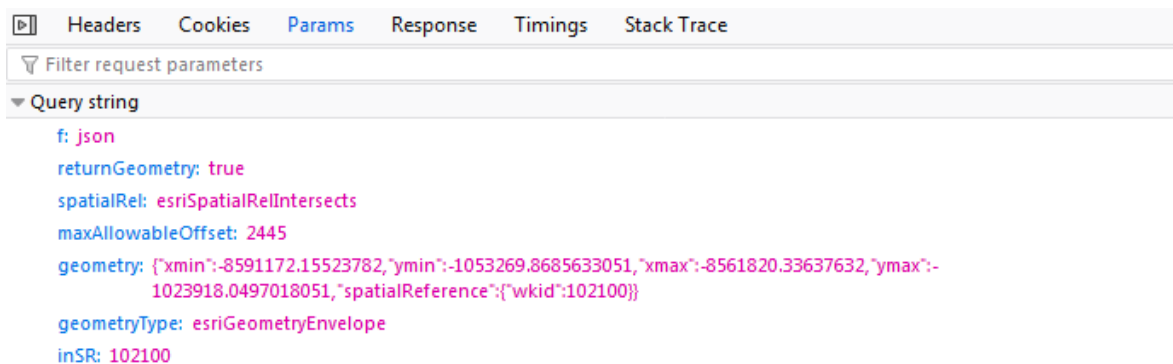 Headers Cookies Params Response Timings Stack Trace
Filter request parameters
Query string
f: json
returnGeometry: true
spatialRel: esriSpatialRelIntersects
maxAllowableOffset: 2445
geometry: {"xmin":-8591172.15523782,"ymin":-1053269.8685633051,"xmax":-8561820.33637632,"ymax":-
1023918.0497018051,"spatialReference":{"wkid":102100}}
geometryType: esriGeometryEnvelope
inSR: 102100